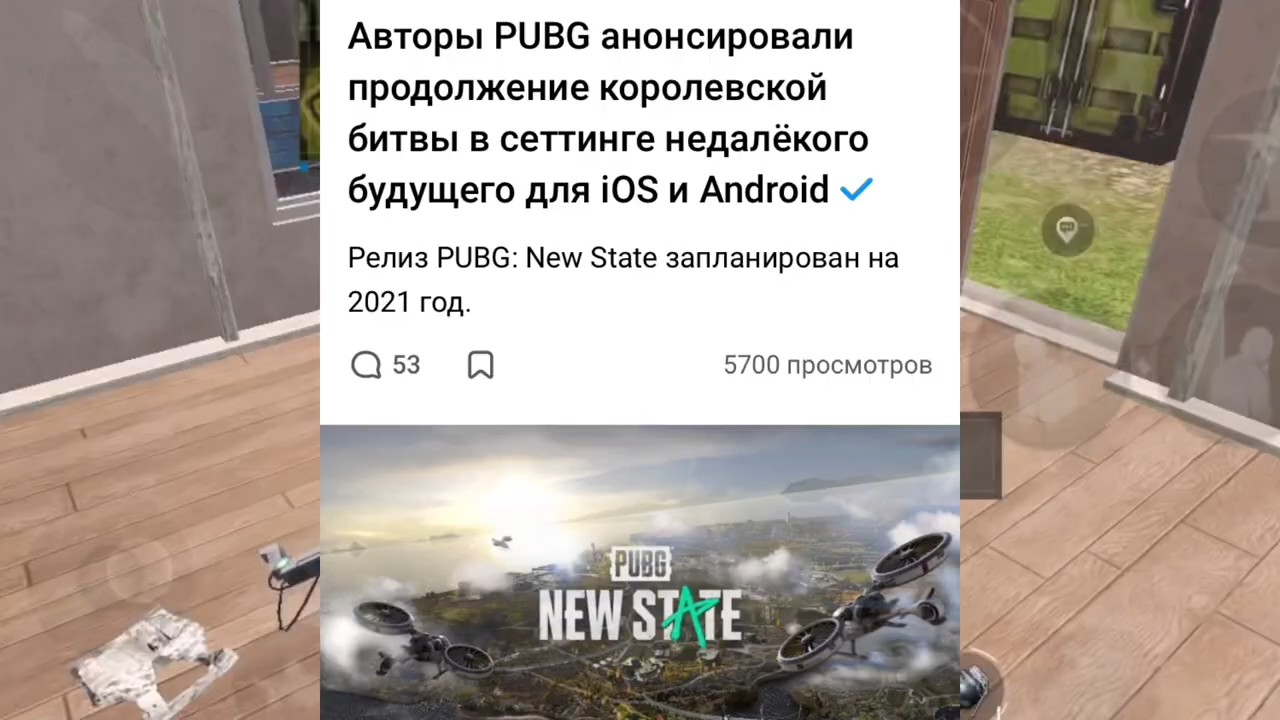 Авторы PUBG анонсировали
продолжение королевской
битвы в сеттинге недалёкого
будущего для iOS и Android
Релиз PUBG: New State запланирован на
2021 год.
53
5700 просмотров
PUBG
NEW STATE